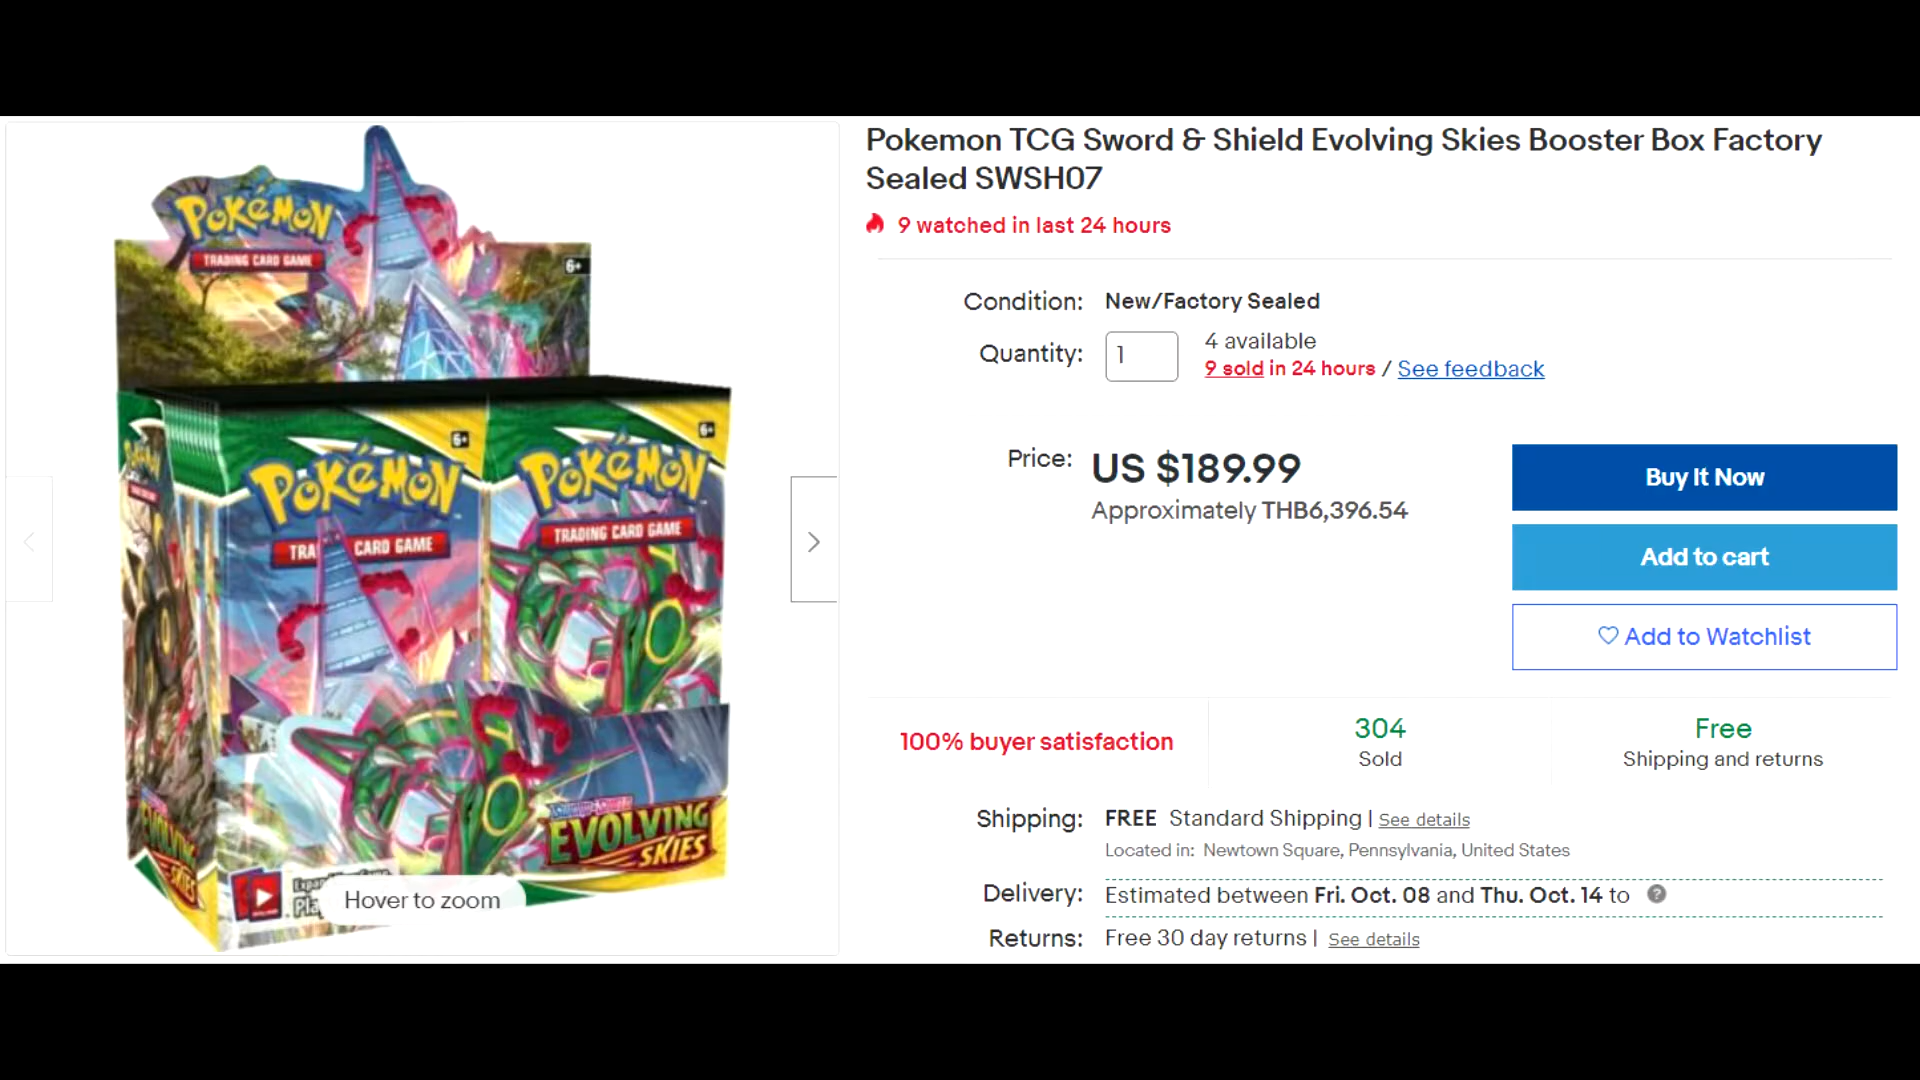 POKéMON
TRADING CARD GAME
6+
6+
6+
POKéMON
POKéMON
TRADING CARD GAME
TRA CARD GAME
EVOLVING
SKIES
EVOLVING
SKIES
Hover to zoom
Pokemon TCG Sword & Shield Evolving Skies Booster Box Factory
Sealed SWSH07
9 watched in last 24 hours
Condition: New/Factory Sealed
Quantity: 1 4 available
9 sold in 24 hours / See feedback
Price: US $189.99
Approximately THB6,396.54
Buy It Now
Add to cart
Add to Watchlist
100% buyer satisfaction
304
Sold
Free
Shipping and returns
Shipping: FREE Standard Shipping | See details
Located in: Newtown Square, Pennsylvania, United States
Delivery: Estimated between Fri. Oct. 08 and Thu. Oct. 14 to ?
Returns: Free 30 day returns | See details